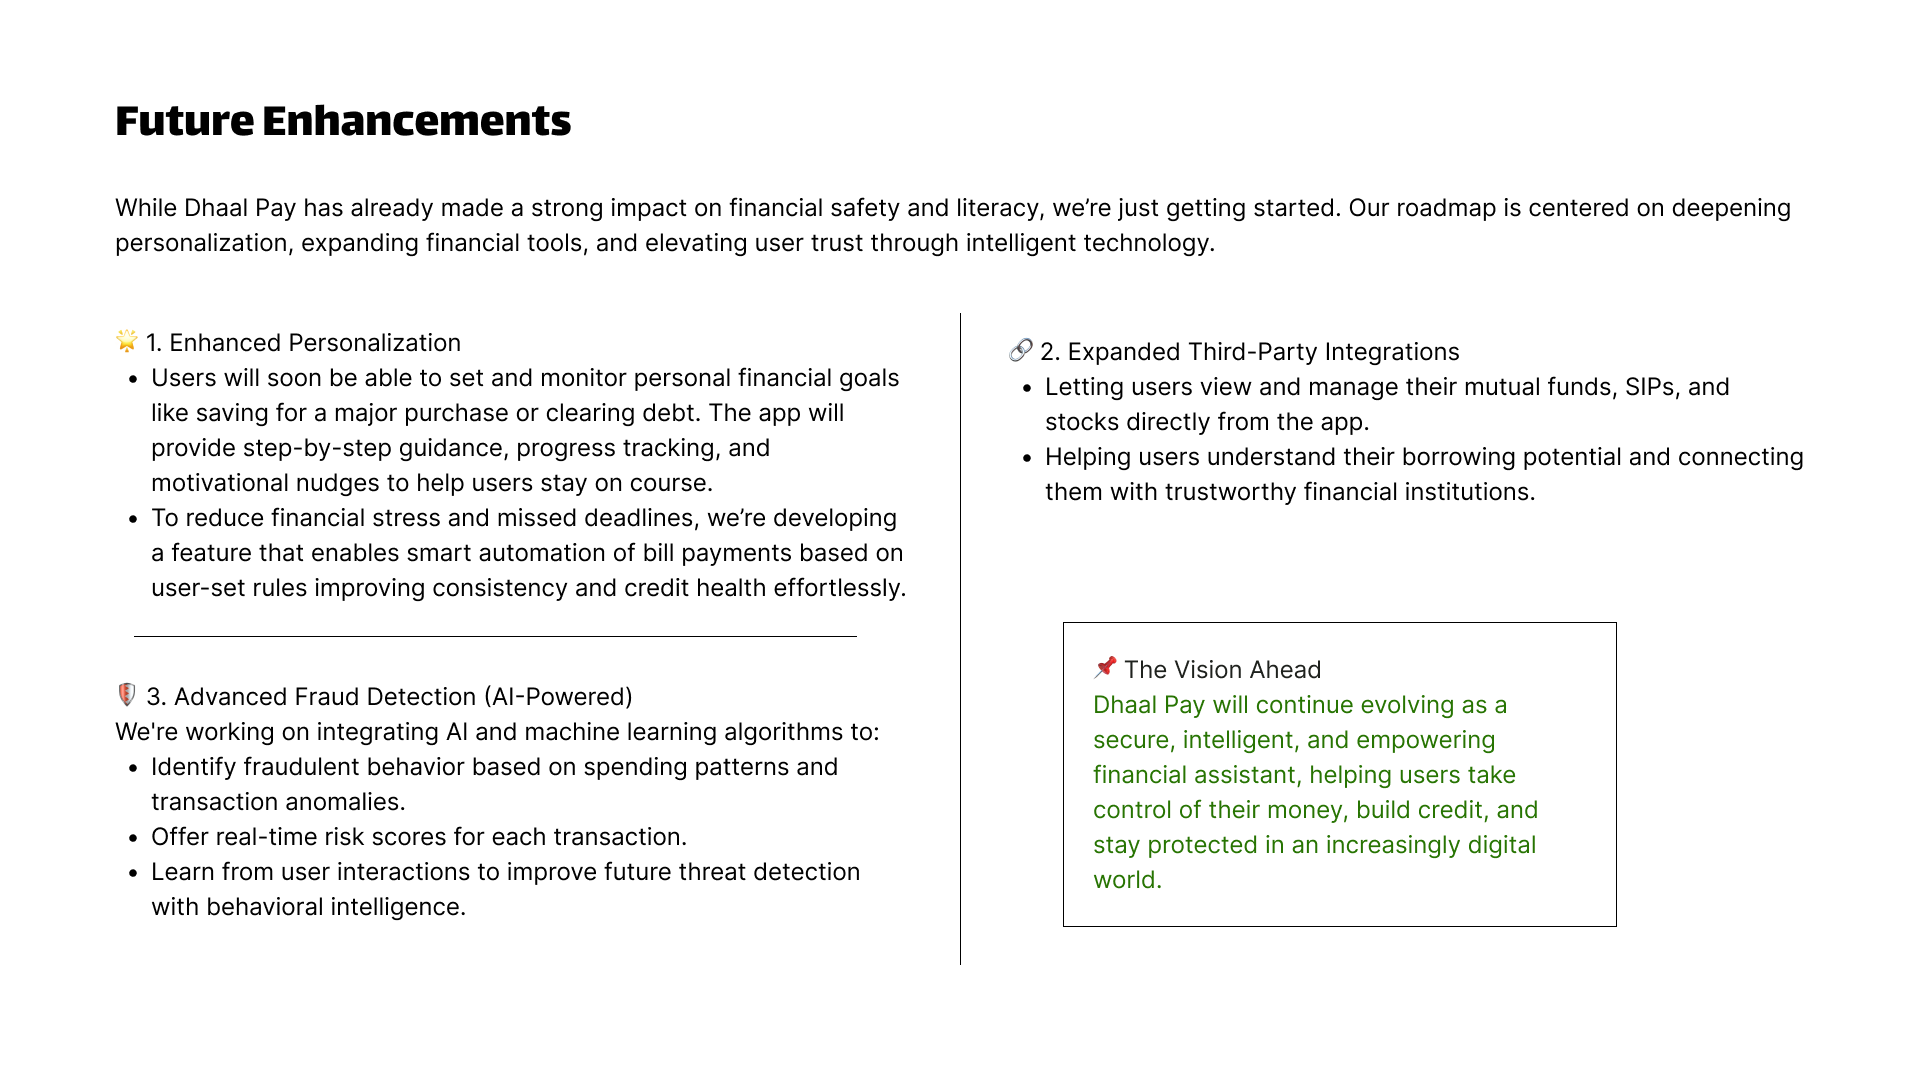 Future Enhancements
While Dhaal Pay has already made a strong impact on financial safety and literacy, we’re just getting started. Our roadmap is centered on deepening
personalization, expanding financial tools, and elevating user trust through intelligent technology.
🌟 1. Enhanced Personalization
• Users will soon be able to set and monitor personal financial goals
like saving for a major purchase or clearing debt. The app will
provide step-by-step guidance, progress tracking, and
motivational nudges to help users stay on course.
• To reduce financial stress and missed deadlines, we’re developing
a feature that enables smart automation of bill payments based on
user-set rules improving consistency and credit health effortlessly.
🔗 2. Expanded Third-Party Integrations
• Letting users view and manage their mutual funds, SIPs, and
stocks directly from the app.
• Helping users understand their borrowing potential and connecting
them with trustworthy financial institutions.
🛡️ 3. Advanced Fraud Detection (AI-Powered)
We're working on integrating AI and machine learning algorithms to:
• Identify fraudulent behavior based on spending patterns and
transaction anomalies.
• Offer real-time risk scores for each transaction.
• Learn from user interactions to improve future threat detection
with behavioral intelligence.
📌 The Vision Ahead
Dhaal Pay will continue evolving as a
secure, intelligent, and empowering
financial assistant, helping users take
control of their money, build credit, and
stay protected in an increasingly digital
world.